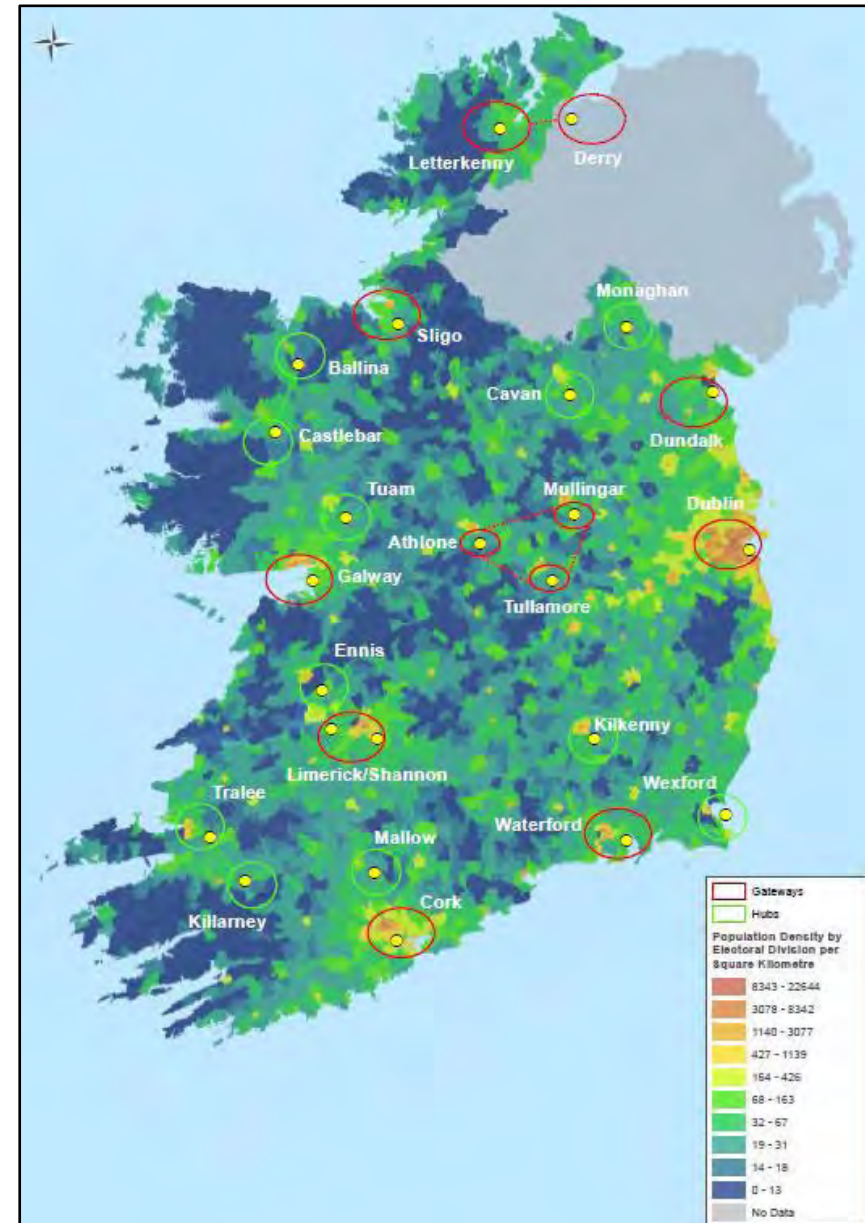 Letterkenny
Derry
Monaghan
Sligo
Ballina
Cavan
Castlebar
Dundalk
Tuam
Mullingar
Dublin
Athlone
Galway
Tullamore
Ennis
Kilkenny
Limerick/Shannon
Wexford
Tralee
Waterford
Mallow
Killarney
Cork
Gateways
Hubs
Population Density by
Electoral Division per
Square Kilometre
8343 - 22644
3078 - 8342
1140 - 3077
427 - 1139
164 - 426
68 - 163
32 - 67
19 - 31
14 - 18
0 - 13
No Data